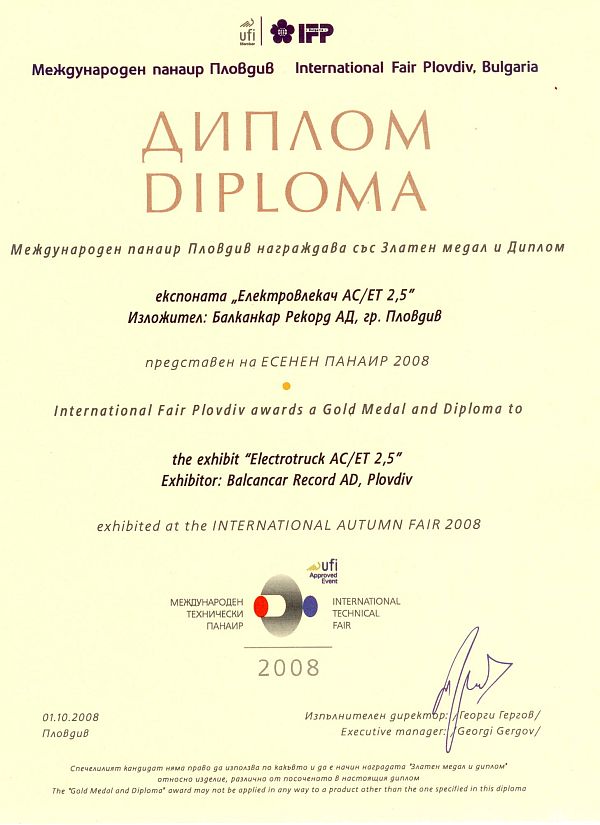 ufi
Member
IFP
Международен панаир Пловдив International Fair Plovdiv, Bulgaria
ДИПЛОМ
DIPLOMA
Международен панаир Пловдив награждава със Златен медал и Диплом
експоната „Електровлекач AC/ET 2,5”
Изложител: Балканкар Рекорд АД, гр. Пловдив
представен на ЕСЕНЕН ПАНАИР 2008
International Fair Plovdiv awards a Gold Medal and Diploma to
the exhibit “Electrotruck AC/ET 2,5”
Exhibitor: Balcancar Record AD, Plovdiv
exhibited at the INTERNATIONAL AUTUMN FAIR 2008
ufi
Approved
Event
МЕЖДУНАРОДЕН INTERNATIONAL
ТЕХНИЧЕСКИ TECHNICAL
ПАНАИР FAIR
2008
01.10.2008 Изпълнителен директор: /Георги Гергов/
Пловдив Executive manager: /Georgi Gergov/
Спечелилият кандидат няма право да използва по какъвто и да е начин наградата "Златен медал и диплом"
относно изделие, различно от посоченото в настоящия диплом
The "Gold Medal and Diploma" award may not be applied in any way to a product other than the one specified in this diploma